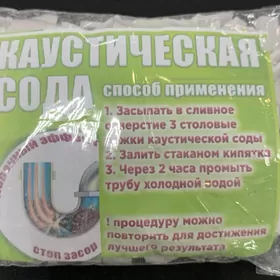 КАУСТИЧЕСКАЯ
СОДА
способ применения
1. Засыпать в сливное
отверстие 3 столовые
ложки каустической соды
2. Залить стаканом кипятка
3. Через 2 часа промыть
трубу холодной водой
! процедуру можно
повторить для достижения
лучшего результата
стоп засор